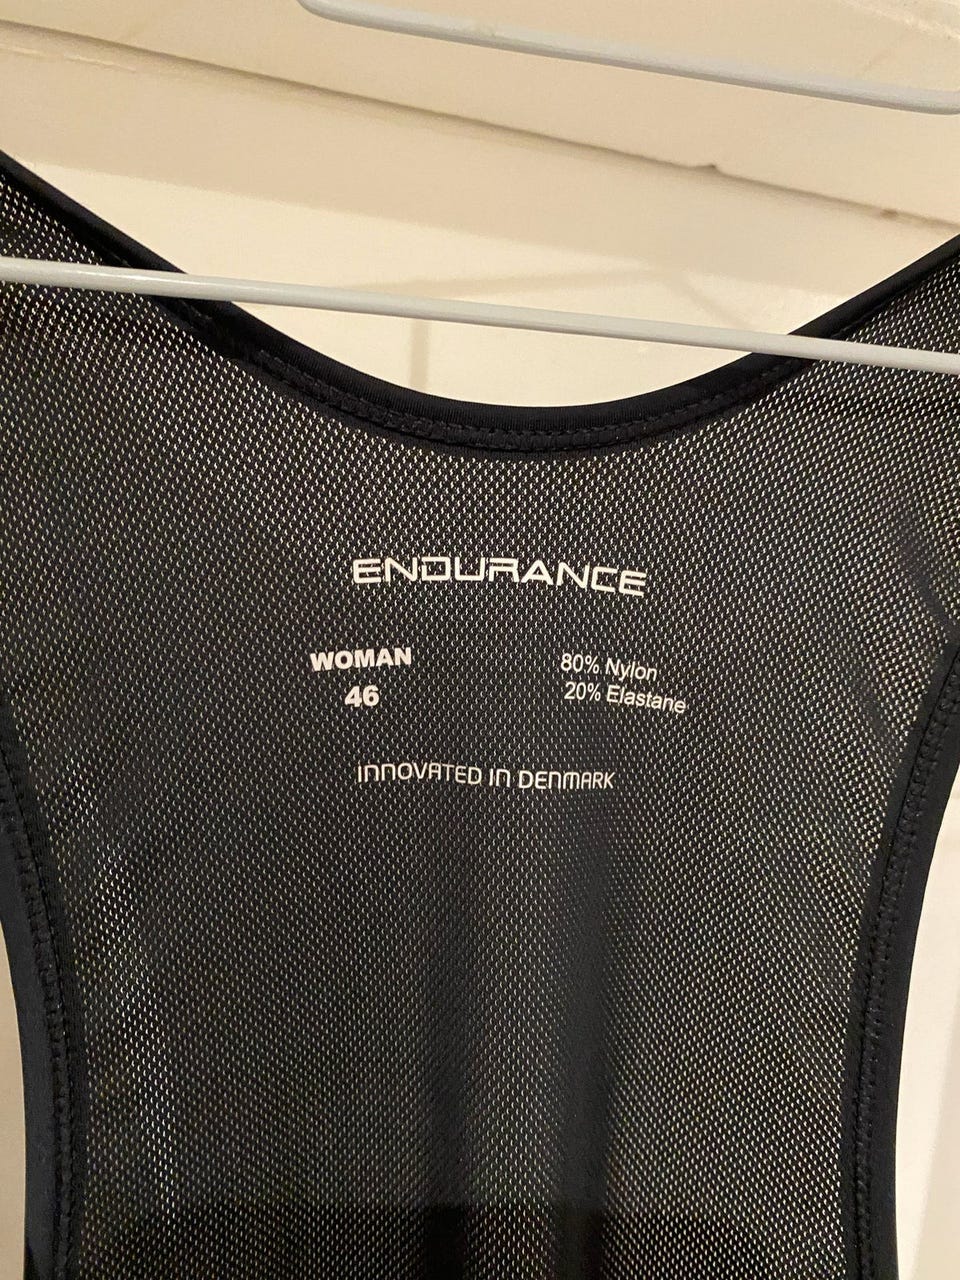 ENDURANCE
WOMAN
46
80% Nylon
20% Elastane
INNOVATED IN DENMARK